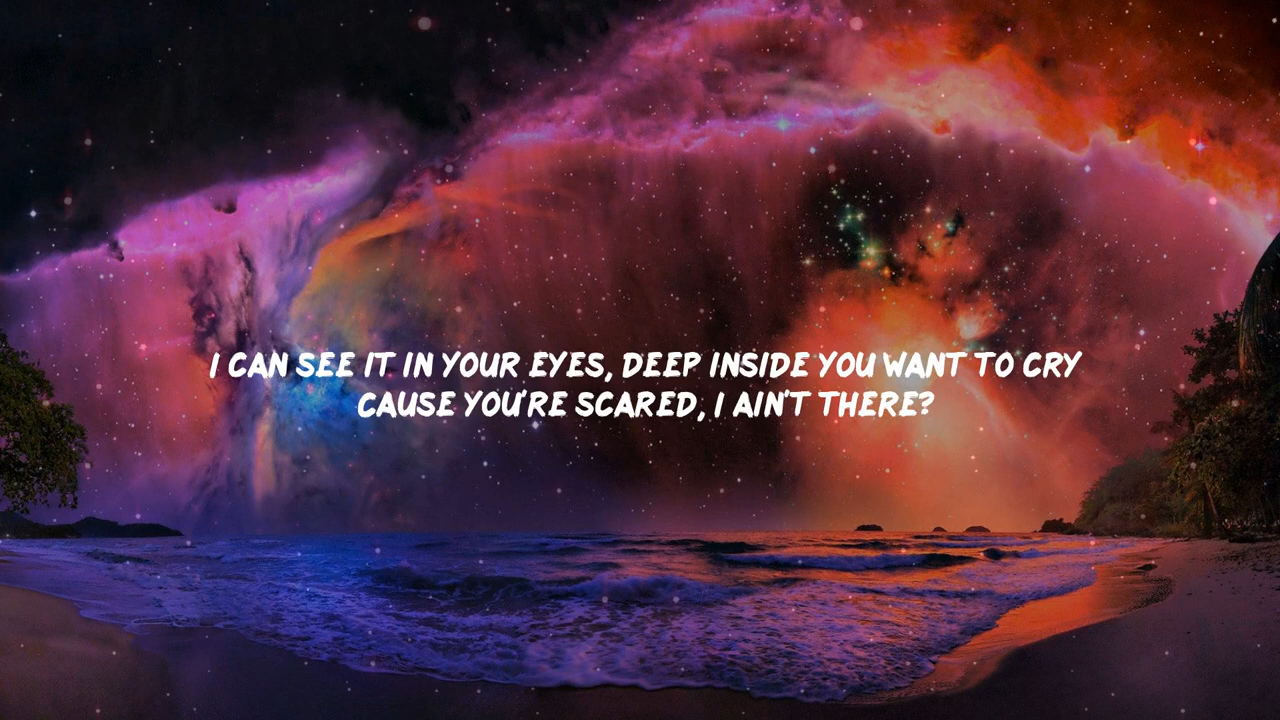 I CAN SEE IT IN YOUR EYES, DEEP INSIDE YOU WANT TO CRY
CAUSE YOU'RE SCARED, I AIN'T THERE?